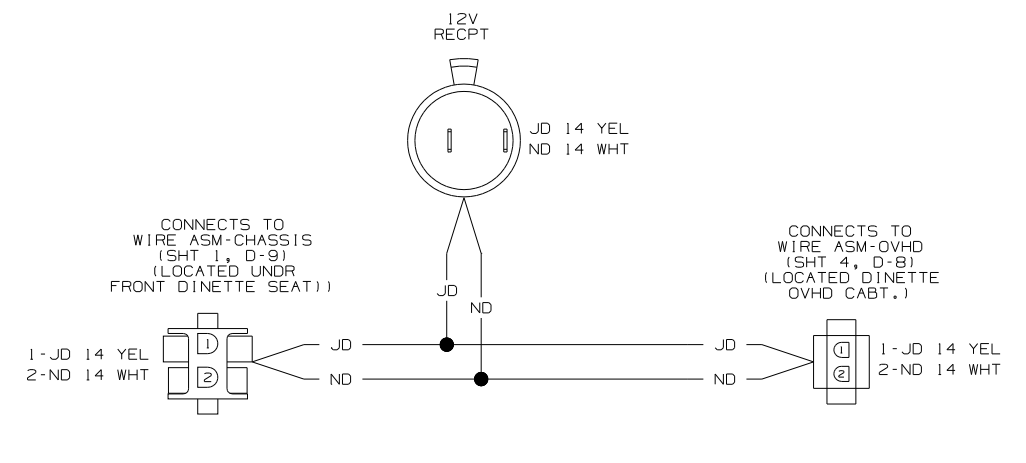 12V
RECPT
JD 14 YEL
ND 14 WHT
CONNECTS TO
WIRE ASM-CHASSIS
(SHT 1, D-9)
(LOCATED UNDR
FRONT DINETTE SEAT))
CONNECTS TO
WIRE ASM-OVHD
(SHT 4, D-8)
(LOCATED DINETTE
OVHD CABT.)
JD
ND
1-JD 14 YEL
2-ND 14 WHT
1
2
JD
ND
JD
ND
1
2
1-JD 14 YEL
2-ND 14 WHT